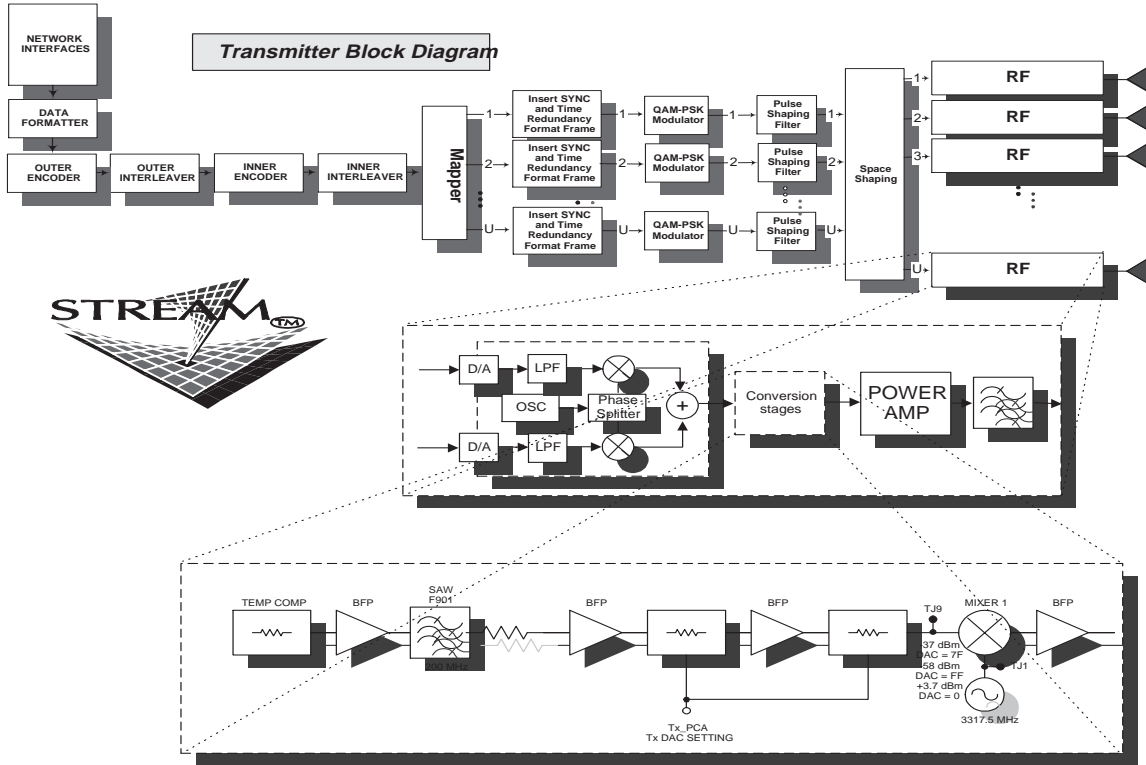 Transmitter Block Diagram
NETWORK
INTERFACES
DATA
FORMATTER
OUTER
ENCODER
OUTER
INTERLEAVER
INNER
ENCODER
INNER
INTERLEAVER
Mapper
1
Insert SYNC
and Time
Redundancy
Format Frame
1
QAM-PSK
Modulator
1
Pulse
Shaping
Filter
1
2
Insert SYNC
and Time
Redundancy
Format Frame
2
QAM-PSK
Modulator
2
Pulse
Shaping
Filter
2
U
Insert SYNC
and Time
Redundancy
Format Frame
U
QAM-PSK
Modulator
U
Pulse
Shaping
Filter
U
Space
Shaping
1
RF
2
RF
3
RF
U
RF
STREAM TM
D/A
LPF
OSC
Phase
Splitter
D/A
LPF
+
Conversion
stages
POWER
AMP
TEMP COMP
BFP
SAW
F901
200 MHz
BFP
BFP
TJ9
MIXER 1
BFP
-37 dBm
DAC = 7F
-58 dBm
DAC = FF
+3.7 dBm
DAC = 0
TJ1
3317.5 MHz
Tx_PCA
Tx DAC SETTING